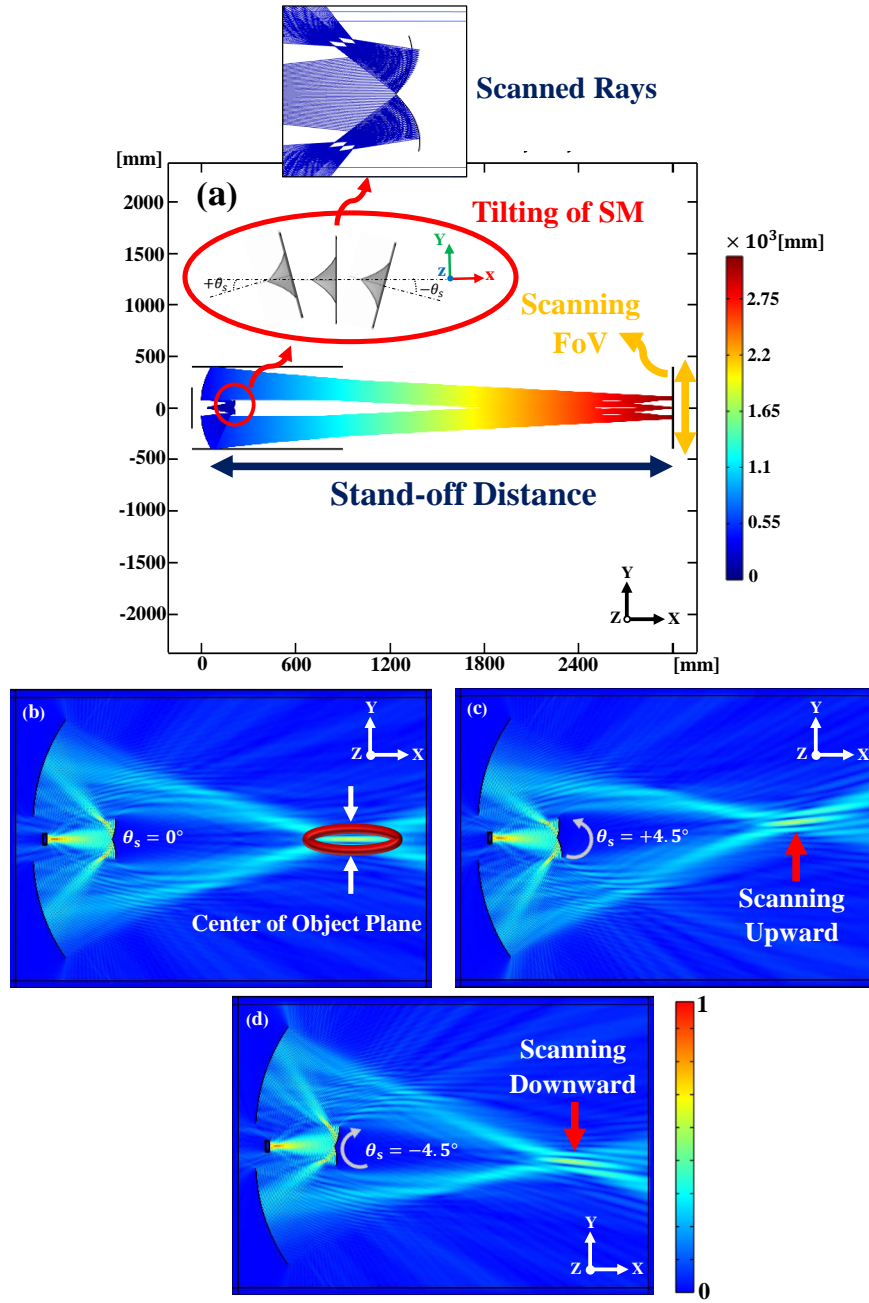 Scanned Rays
[mm]
(a)
2000
1500
1000
500
0
-500
-1000
-1500
-2000
Tilting of SM
Y
Z
X
+θₛ
−θₛ
× 10³[mm]
2.75
2.2
1.65
1.1
0.55
0
Scanning
FoV
Stand-off Distance
Y
Z
X
0
600
1200
1800
2400
[mm]
(b)
Y
Z
X
θₛ = 0°
Center of Object Plane
(c)
Y
Z
X
θₛ = +4.5°
Scanning
Upward
(d)
Scanning
Downward
θₛ = −4.5°
Y
Z
X
1
0